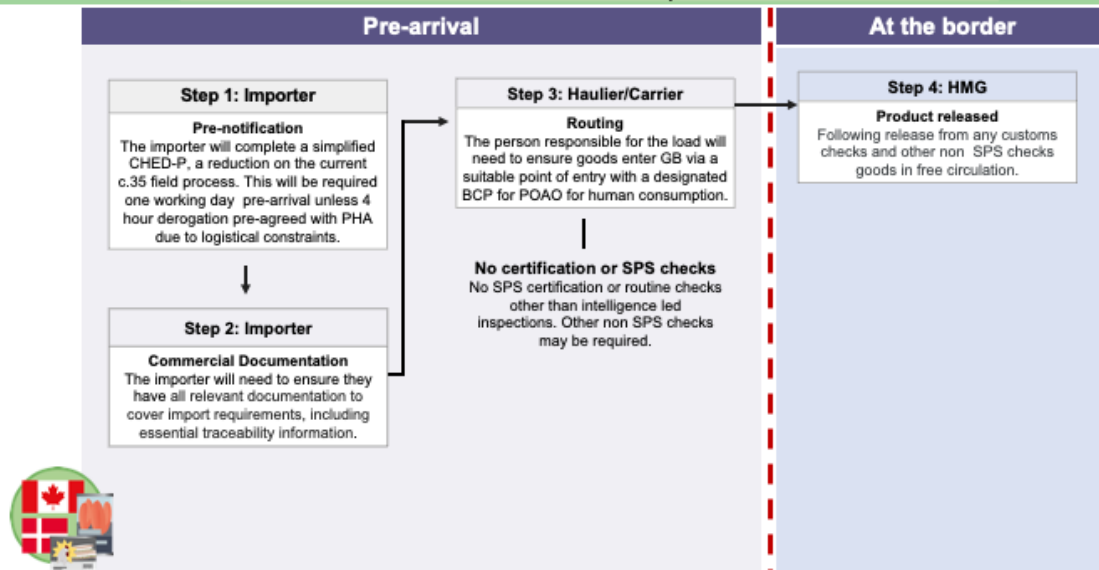 Pre-arrival
At the border
Step 1: Importer
Pre-notification
The importer will complete a simplified
CHED-P, a reduction on the current
c.35 field process. This will be required
one working day  pre-arrival unless 4
hour derogation pre-agreed with PHA
due to logistical constraints.
Step 2: Importer
Commercial Documentation
The importer will need to ensure they
have all relevant documentation to
cover import requirements, including
essential traceability information.
Step 3: Haulier/Carrier
Routing
The person responsible for the load will
need to ensure goods enter GB via a
suitable point of entry with a designated
BCP for POAO for human consumption.
No certification or SPS checks
No SPS certification or routine checks
other than intelligence led
inspections. Other non SPS checks
may be required.
Step 4: HMG
Product released
Following release from any customs
checks and other non  SPS checks
goods in free circulation.